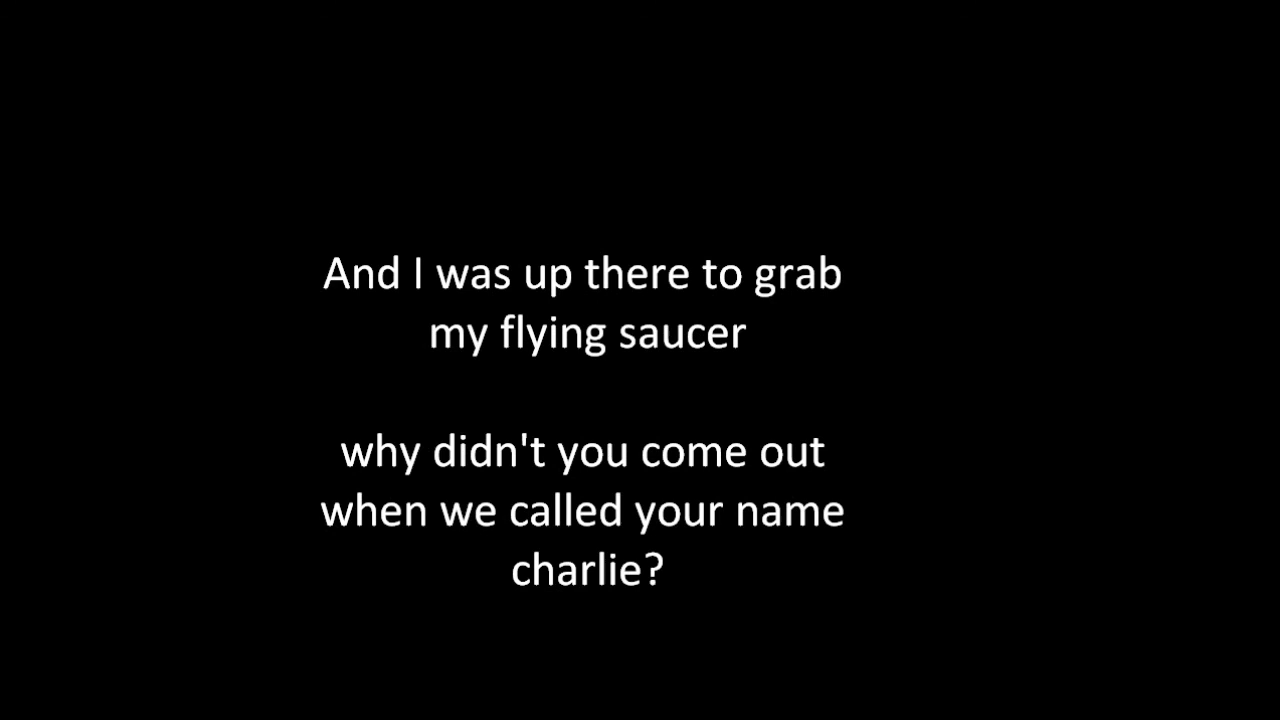 And I was up there to grab
my flying saucer
why didn't you come out
when we called your name
charlie?